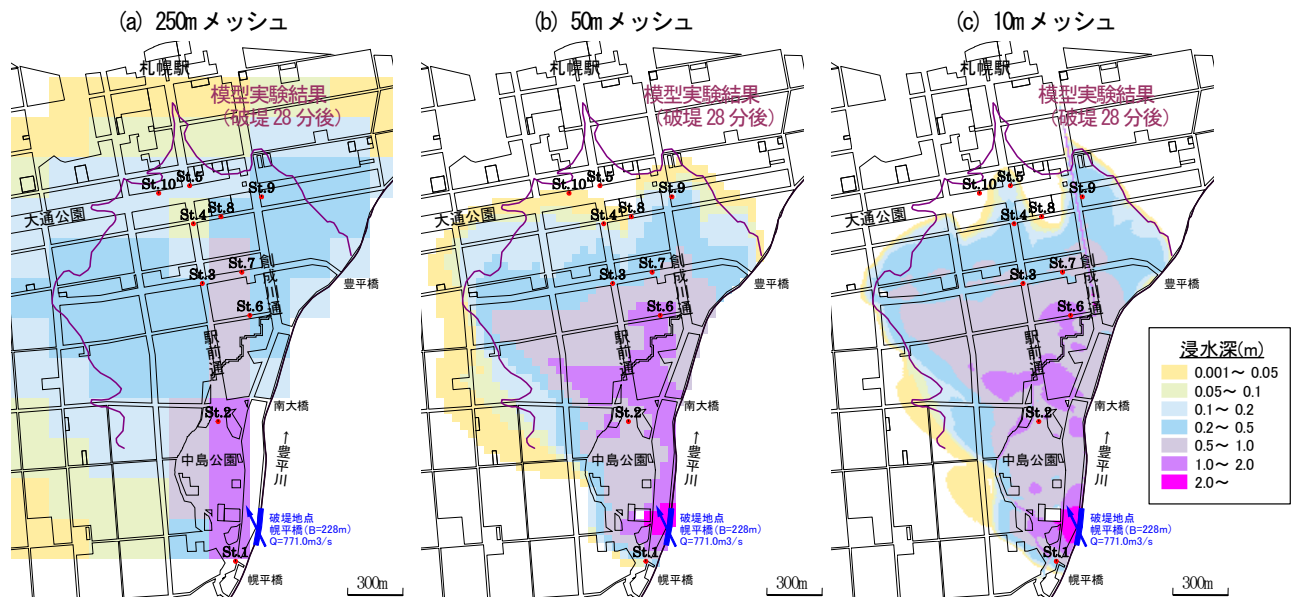 (a) 250mメッシュ
札幌駅
模型実験結果
(破堤28分後)
St.5
St.10
St.9
St.8
St.4
大通公園
St.7
St.3
創成川通
豊平橋
St.6
駅前通
St.2
南大橋
中島公園
↑豊平川
破堤地点
幌平橋(B=228m)
Q=771.0m3/s
St.1
幌平橋
300m
(b) 50mメッシュ
札幌駅
模型実験結果
(破堤28分後)
St.5
St.10
St.9
St.8
St.4
大通公園
St.7
St.3
創成川通
豊平橋
St.6
駅前通
St.2
南大橋
中島公園
↑豊平川
破堤地点
幌平橋(B=228m)
Q=771.0m3/s
St.1
幌平橋
300m
(c) 10mメッシュ
札幌駅
模型実験結果
(破堤28分後)
St.5
St.10
St.9
St.8
St.4
大通公園
St.7
St.3
創成川通
豊平橋
St.6
駅前通
St.2
南大橋
中島公園
↑豊平川
破堤地点
幌平橋(B=228m)
Q=771.0m3/s
St.1
幌平橋
300m
浸水深(m)
0.001～ 0.05
0.05～ 0.1
0.1～ 0.2
0.2～ 0.5
0.5～ 1.0
1.0～ 2.0
2.0～